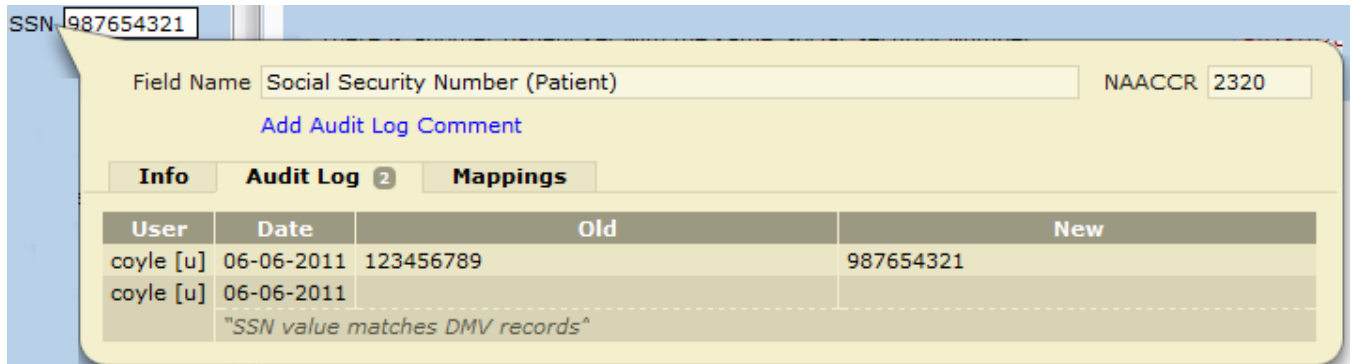 SSN 987654321
Field Name Social Security Number (Patient) NAACCR 2320
Add Audit Log Comment
Info Audit Log 2 Mappings
User Date Old New
coyle [u] 06-06-2011 123456789 987654321
coyle [u] 06-06-2011
"SSN value matches DMV records"